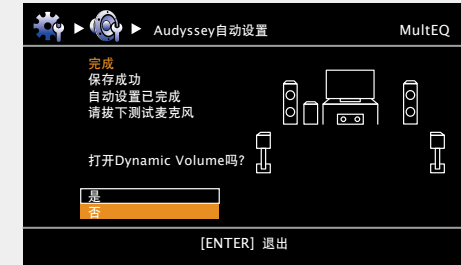 Audyssey自动设置 MultEQ
完成
保存成功
自动设置已完成
请拔下测试麦克风
打开Dynamic Volume吗?
是
否
[ENTER] 退出